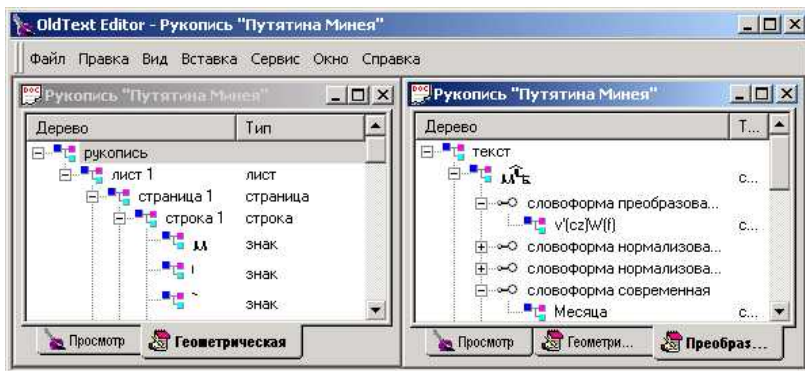 OldText Editor - Рукопись "Путятина Минея"
Файл Правка Вид Вставка Сервис Окно Справка
Рукопись "Путятина Минея"
Дерево Тип
рукопись
лист 1 лист
страница 1 страница
строка 1 строка
знак
знак
знак
Просмотр Геометрическая
Рукопись "Путятина Минея"
Дерево Т...
текст
с...
словоформа преобразова...
v'(cz)W(f) с...
словоформа нормализова...
словоформа нормализова...
словоформа современная
Месяца с...
Просмотр Геометри... Преобраз...